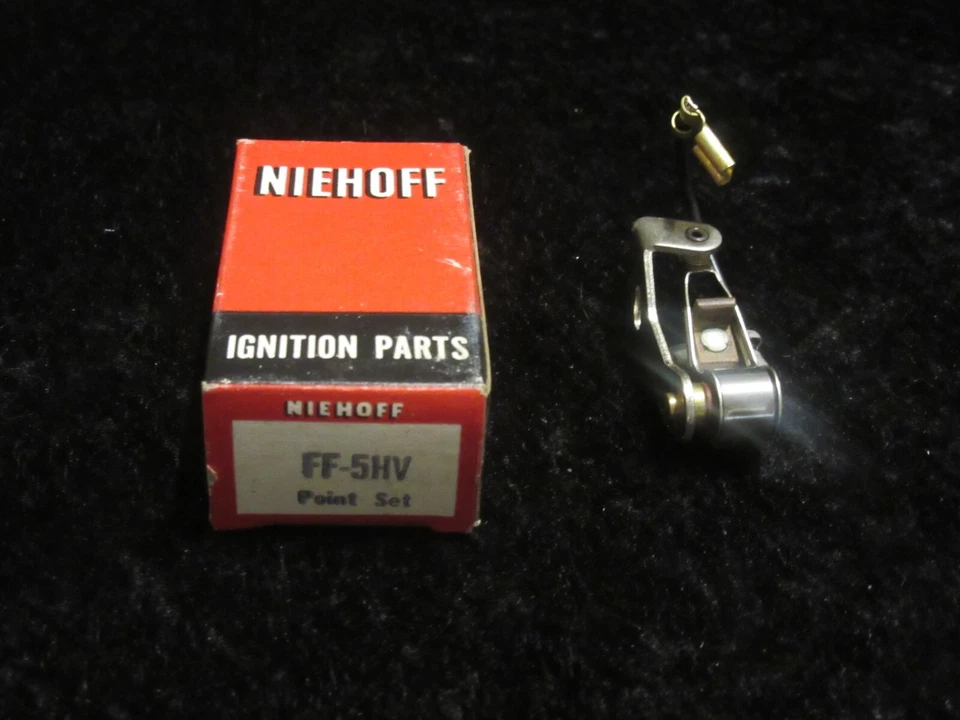 NIEHOFF
IGNITION PARTS
NIEHOFF
FF-5HV
Point Set